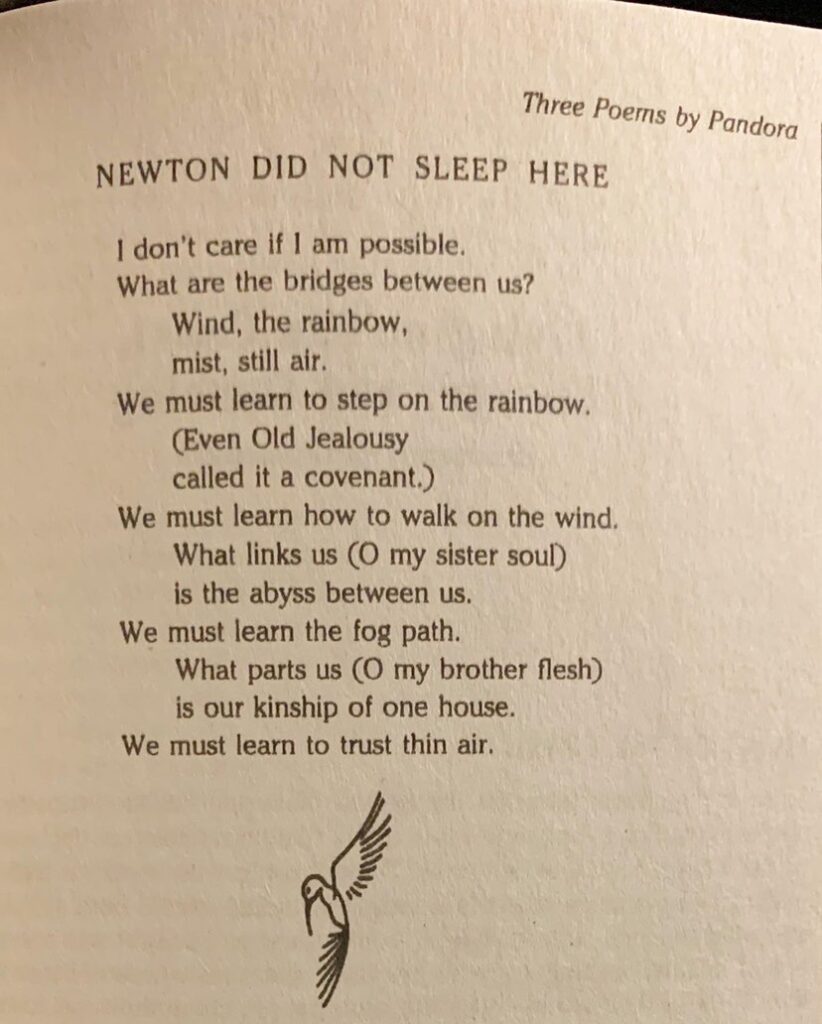 Three Poems by Pandora
NEWTON DID NOT SLEEP HERE
I don't care if I am possible.
What are the bridges between us?
Wind, the rainbow,
mist, still air.
We must learn to step on the rainbow.
(Even Old Jealousy
called it a covenant.)
We must learn how to walk on the wind.
What links us (O my sister soul)
is the abyss between us.
We must learn the fog path.
What parts us (O my brother flesh)
is our kinship of one house.
We must learn to trust thin air.